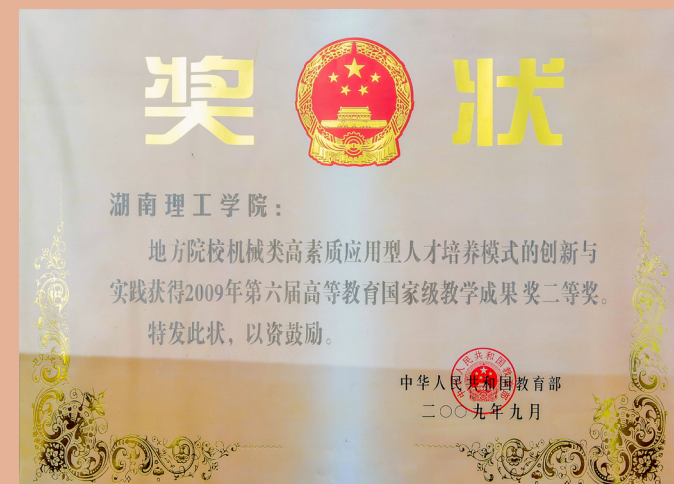 奖 状
湖南理工学院：
地方院校机械类高素质应用型人才培养模式的创新与
实践获得2009年第六届高等教育国家级教学成果奖二等奖。
特发此状，以资鼓励。
中华人民共和国教育部
二〇〇九年九月